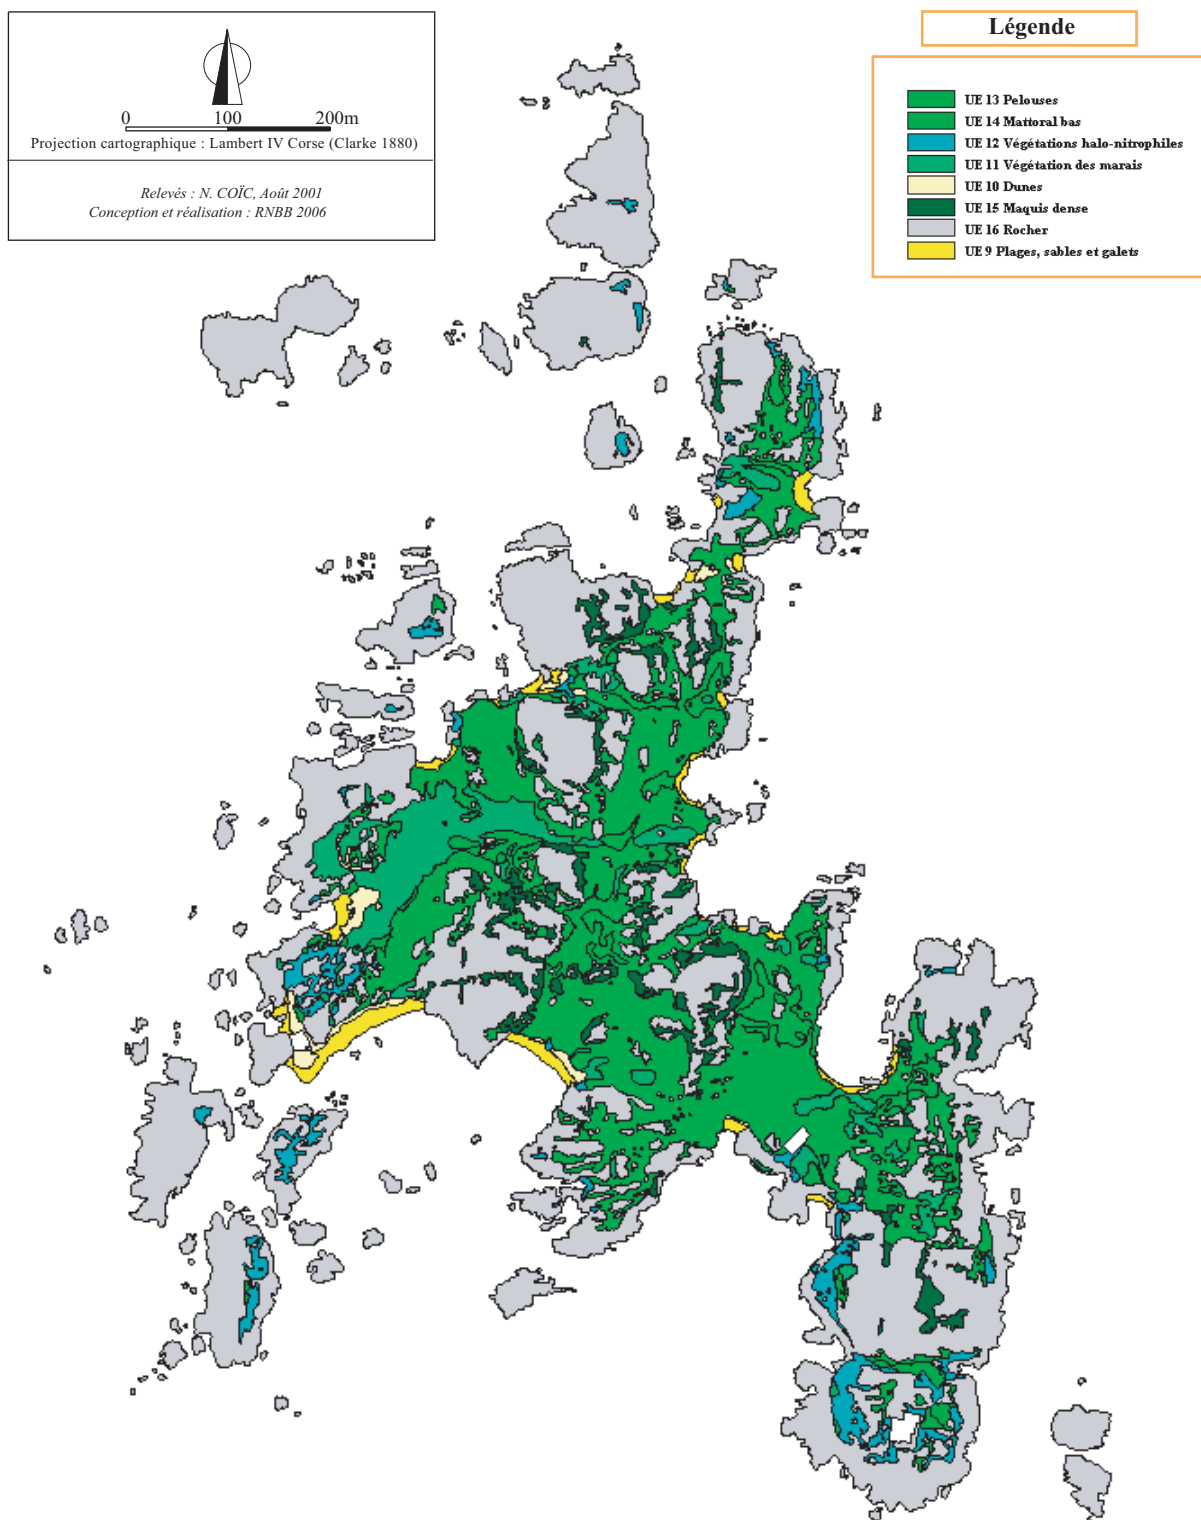 0 100 200m
Projection cartographique : Lambert IV Corse (Clarke 1880)
Relevés : N. COÏC, Août 2001
Conception et réalisation : RNBB 2006
Légende
UE 13 Pelouses
UE 14 Mattoral bas
UE 12 Végétations halo-nitrophiles
UE 11 Végétation des marais
UE 10 Dunes
UE 15 Maquis dense
UE 16 Rocher
UE 9 Plages, sables et galets